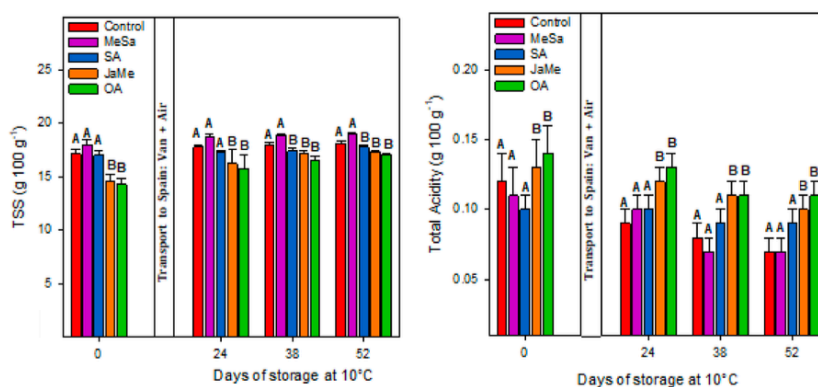 Control
MeSa
SA
JaMe
OA
25
20
15
10
5
TSS (g 100 g⁻¹)
A A A B B
Transport to Spain: Van + Air
A A A B B
A A B B B
A A B B B
0
24
38
52
Control
MeSa
SA
JaMe
OA
0.20
0.15
0.10
0.05
Total Acidity (g 100 g⁻¹)
A A A B B
Transport to Spain: Van + Air
A A A B B
A A A B B
A A A B B
0
24
38
52
Days of storage at 10°C
Days of storage at 10°C